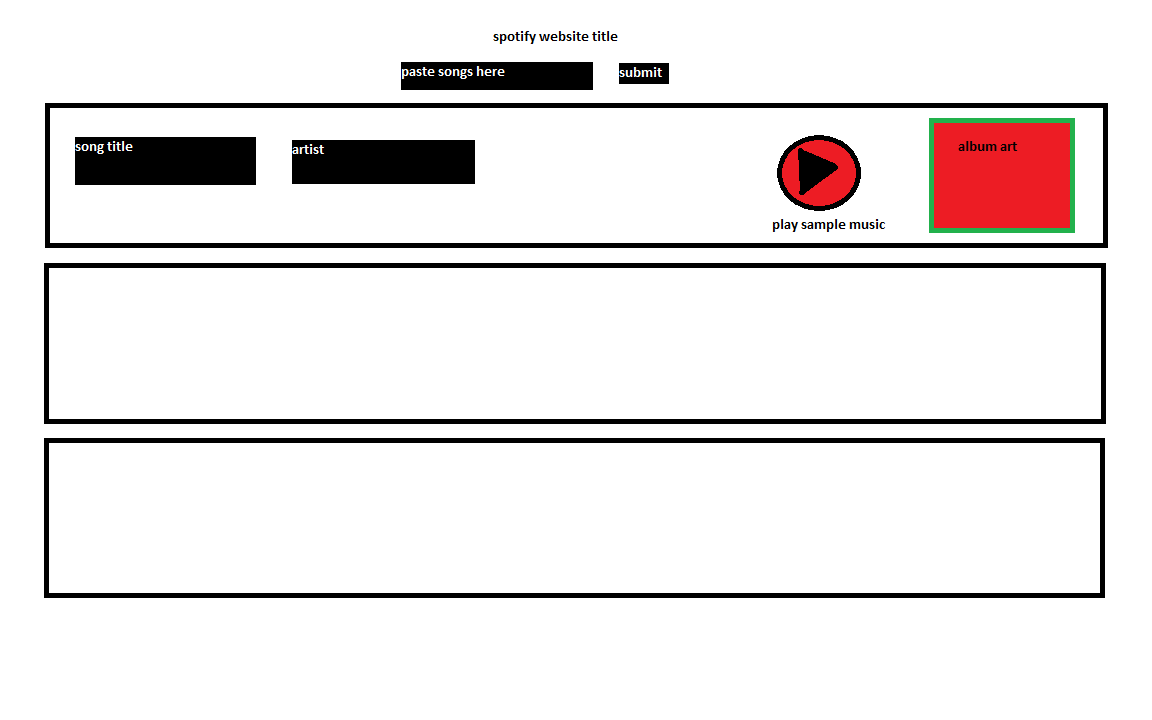 spotify website title
paste songs here
submit
song title
artist
album art
play sample music